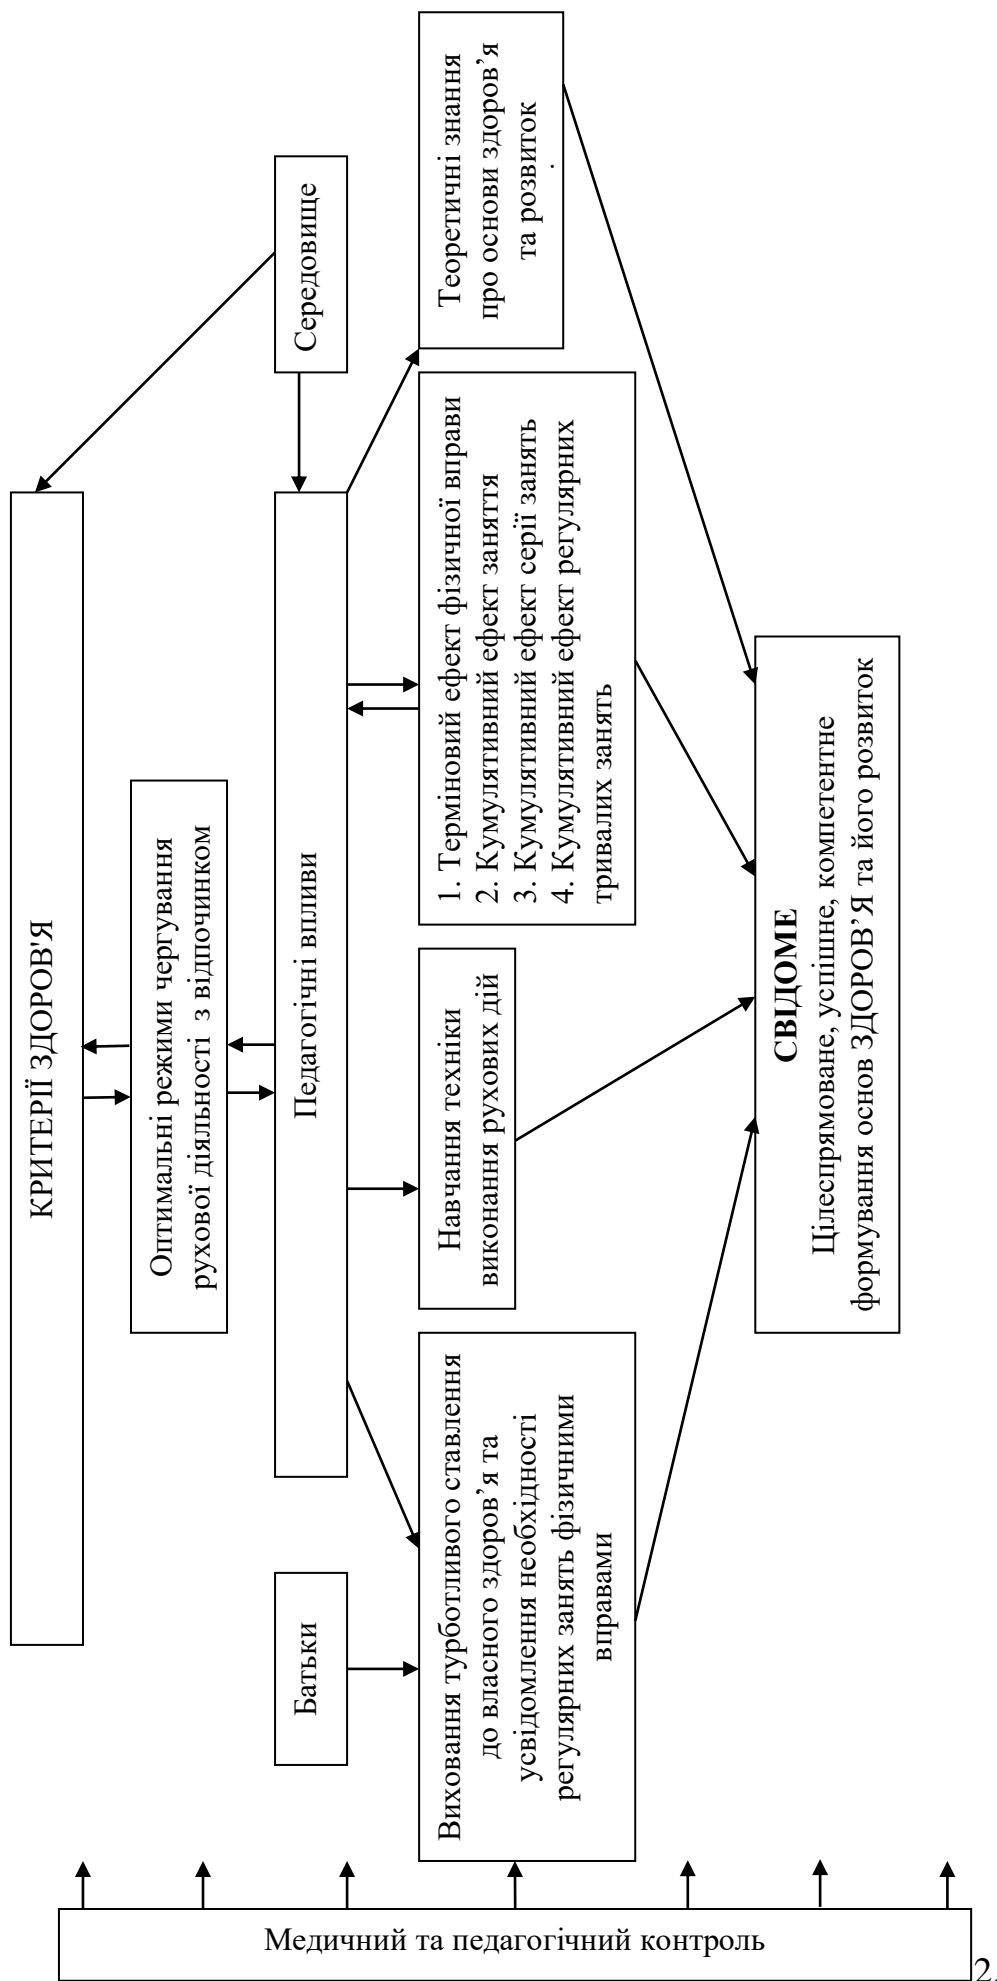 КРИТЕРІЇ ЗДОРОВ'Я
Оптимальні режими чергування
рухової діяльності з відпочинком
Батьки
Педагогічні впливи
Середовище
Виховання турботливого ставлення
до власного здоров’я та
усвідомлення необхідності
регулярних занять фізичними
вправами
Навчання техніки
виконання рухових дій
1. Терміновий ефект фізичної вправи
2. Кумулятивний ефект заняття
3. Кумулятивний ефект серії занять
4. Кумулятивний ефект регулярних
тривалих занять
Теоретичні знання
про основи здоров’я
та розвиток
.
СВІДОМЕ
Цілеспрямоване, успішне, компетентне
формування основ ЗДОРОВ’Я та його розвиток
Медичний та педагогічний контроль
2.